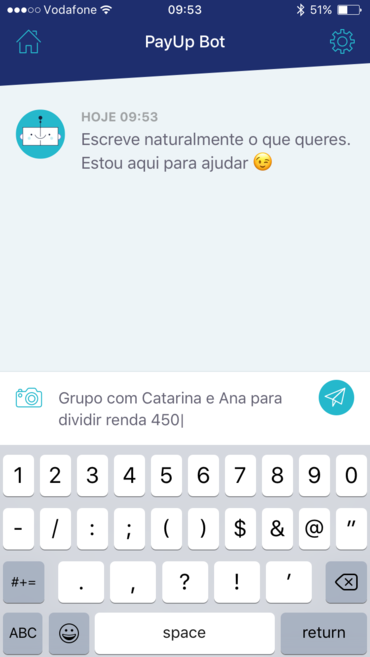 Vodafone 09:53 51%
PayUp Bot
HOJE 09:53
Escreve naturalmente o que queres.
Estou aqui para ajudar 😉
Grupo com Catarina e Ana para
dividir renda 450
1 2 3 4 5 6 7 8 9 0
- / : ; ( ) $ & @ "
#+= . , ? ! '
ABC space return